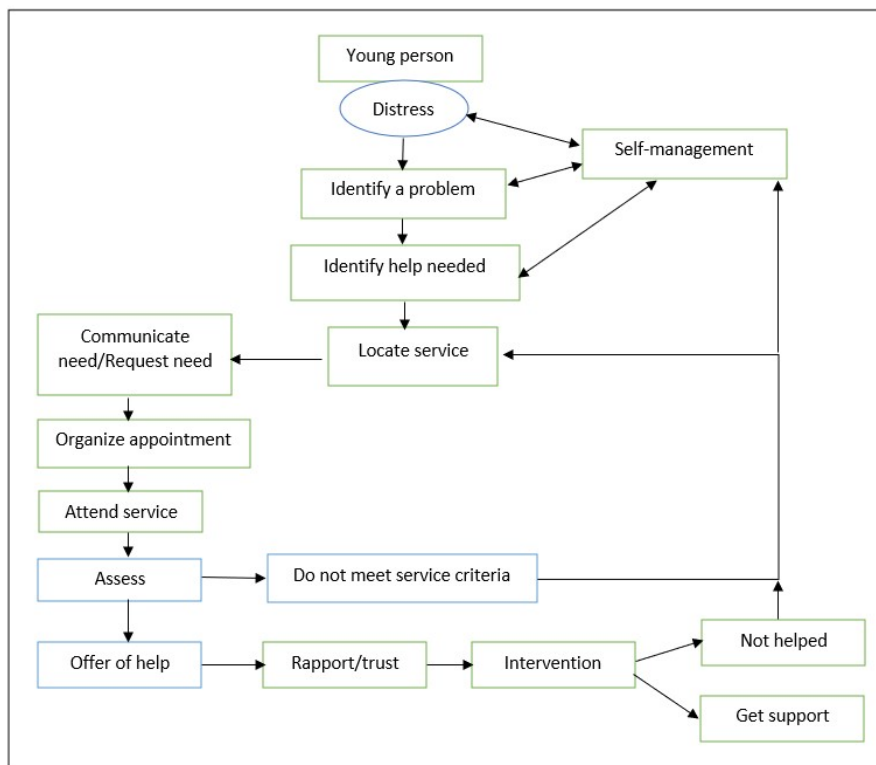 Young person
Distress
Self-management
Identify a problem
Identify help needed
Communicate
need/Request need
Locate service
Organize appointment
Attend service
Assess
Do not meet service criteria
Offer of help
Rapport/trust
Intervention
Not helped
Get support